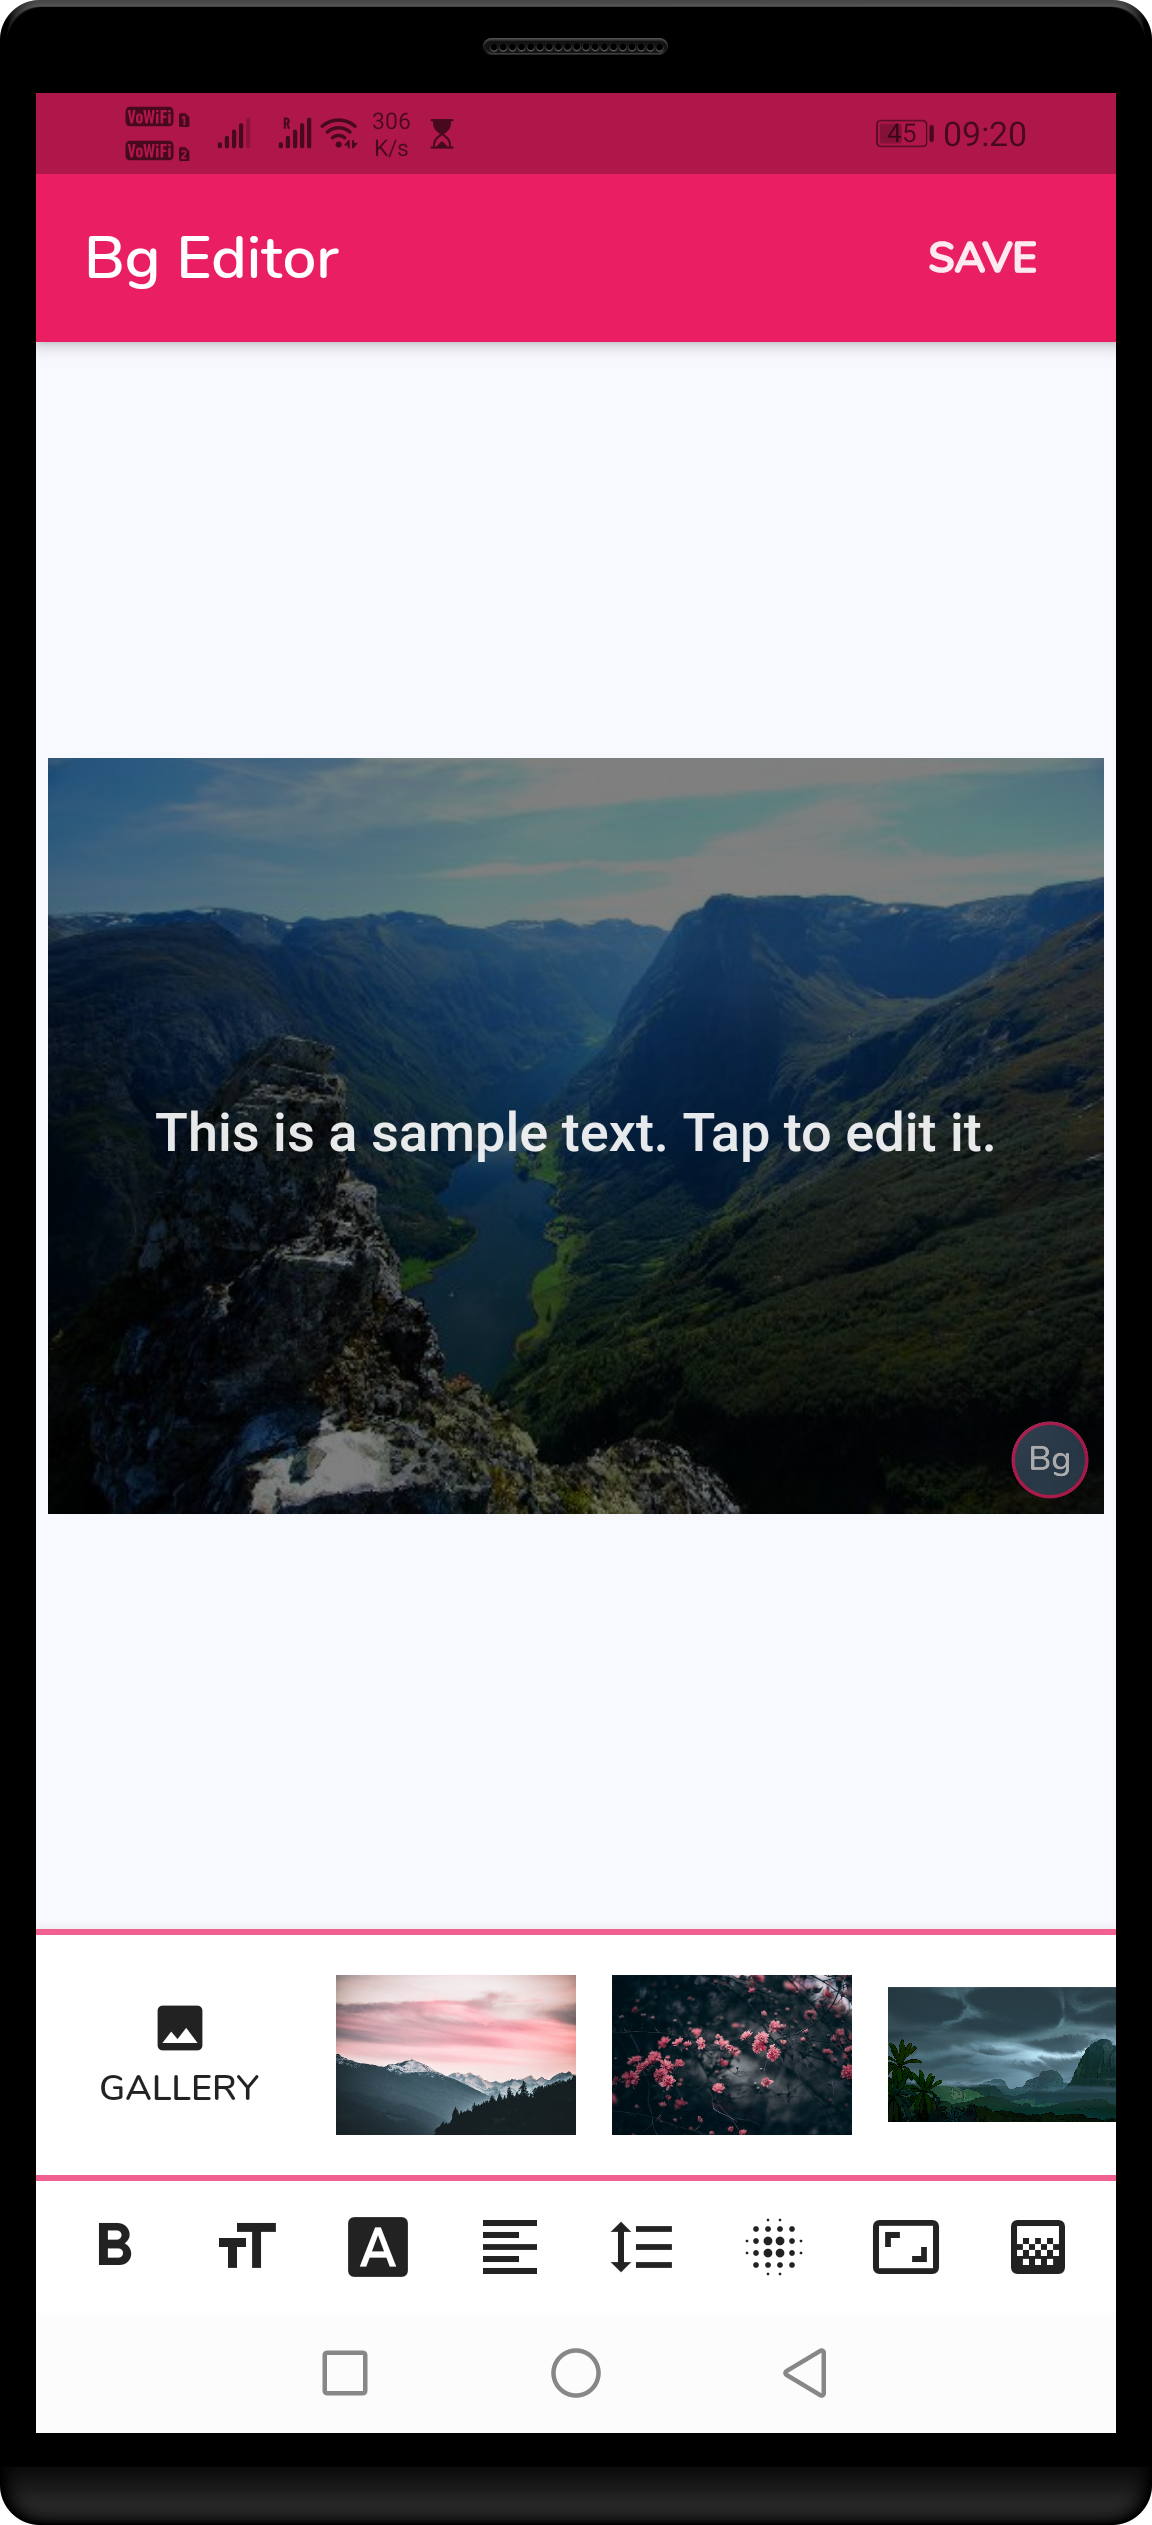 VoWiFi 1
VoWiFi 2
R
306
K/s
45
09:20
Bg Editor
SAVE
This is a sample text. Tap to edit it.
Bg
GALLERY
B
TT
A